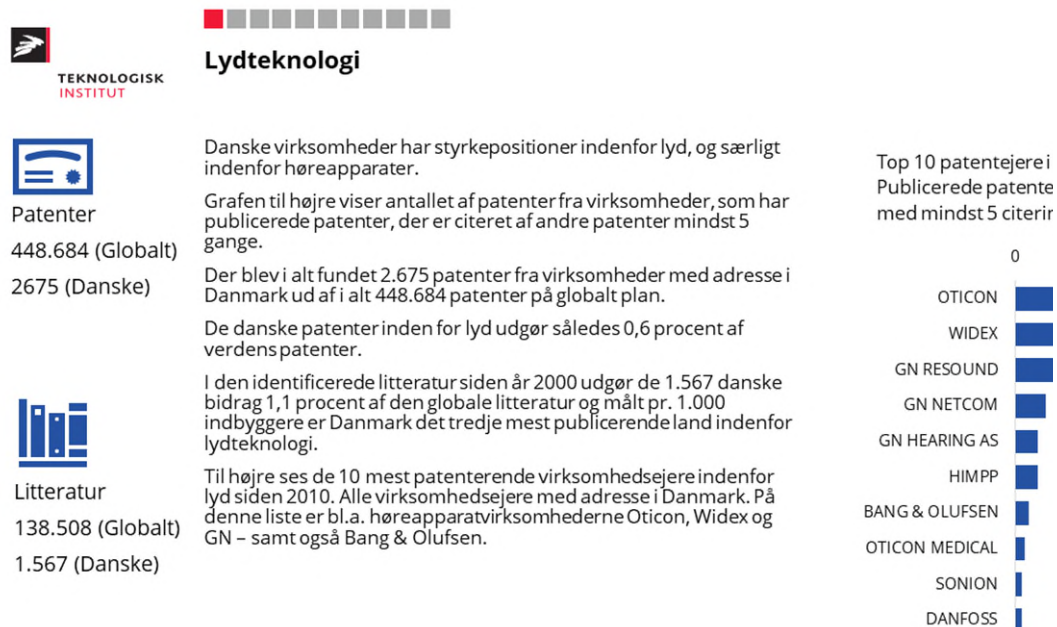 TEKNOLOGISK
INSTITUT
Lydteknologi
Patenter
448.684 (Globalt)
2675 (Danske)
Litteratur
138.508 (Globalt)
1.567 (Danske)
Danske virksomheder har styrkepositioner indenfor lyd, og særligt
indenfor høreapparater.
Grafen til højre viser antallet af patenter fra virksomheder, som har
publicerede patenter, der er citeret af andre patenter mindst 5
gange.
Der blev i alt fundet 2.675 patenter fra virksomheder med adresse i
Danmark ud af i alt 448.684 patenter på globalt plan.
De danske patenter inden for lyd udgør således 0,6 procent af
verdens patenter.
I den identificerede litteratur siden år 2000 udgør de 1.567 danske
bidrag 1,1 procent af den globale litteratur og målt pr. 1.000
indbyggere er Danmark det tredje mest publicerende land indenfor
lydteknologi.
Til højre ses de 10 mest patenterende virksomhedsejere indenfor
lyd siden 2010. Alle virksomhedsejere med adresse i Danmark. På
denne liste er bl.a. høreapparatvirksomhederne Oticon, Widex og
GN – samt også Bang & Olufsen.
Top 10 patentejere i
Publicerede patente
med mindst 5 citerin
0
OTICON
WIDEX
GN RESOUND
GN NETCOM
GN HEARING AS
HIMPP
BANG & OLUFSEN
OTICON MEDICAL
SONION
DANFOSS